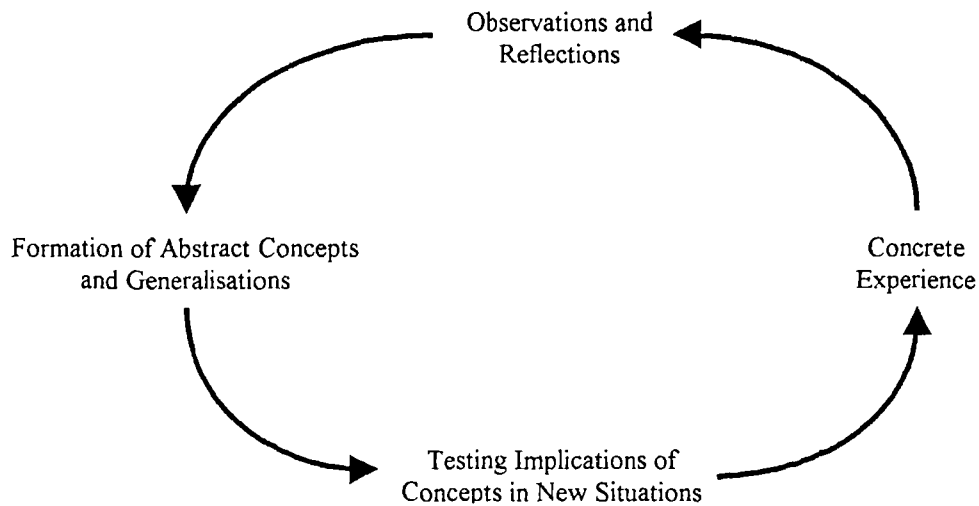 Observations and
Reflections
Formation of Abstract Concepts
and Generalisations
Concrete
Experience
Testing Implications of
Concepts in New Situations